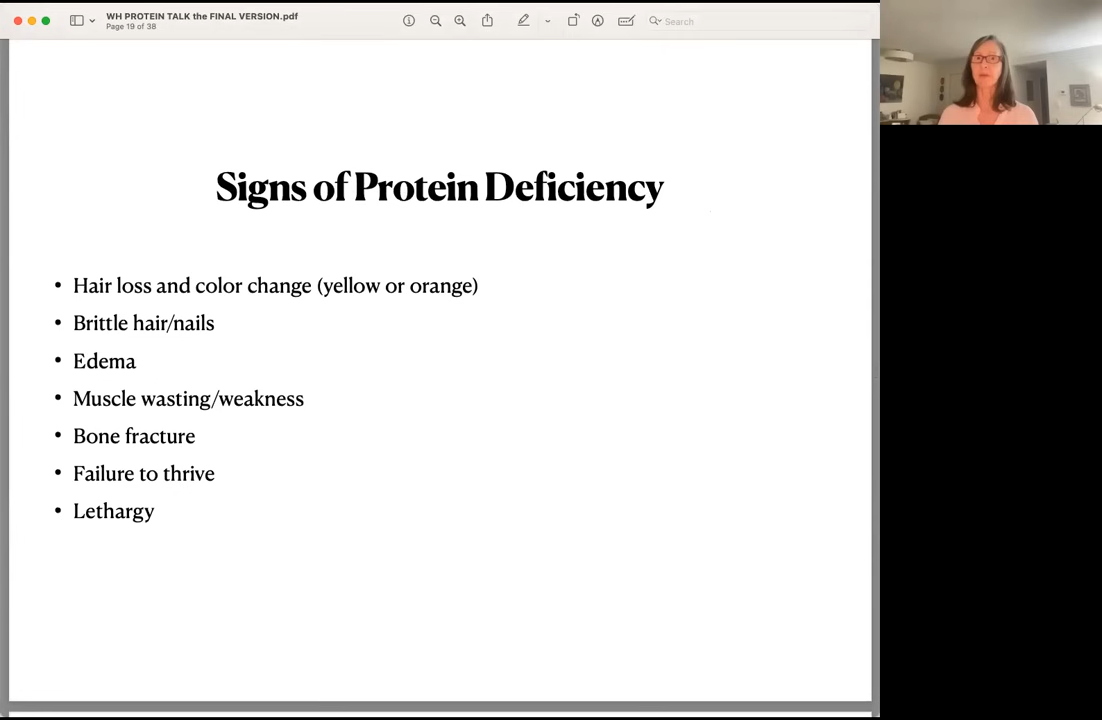 WH PROTEIN TALK the FINAL VERSION.pdf
Page 19 of 38
Search
Signs of Protein Deficiency
• Hair loss and color change (yellow or orange)
• Brittle hair/nails
• Edema
• Muscle wasting/weakness
• Bone fracture
• Failure to thrive
• Lethargy